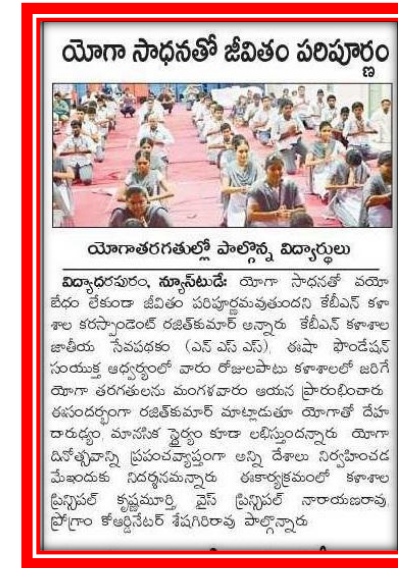 యోగా సాధనతో జీవితం పరిపూర్ణం
యోగాతరగతుల్లో పాల్గొన్న విద్యార్థులు
విద్యాధరపురం, న్యూస్‌టుడే: యోగా సాధనతో వయో
బేధం లేకుండా జీవితం పరిపూర్ణమవుతుందని కేబీఎన్ కళా
శాల కరస్పాండెంట్ రజిత్‌కుమార్ అన్నారు కేబీఎన్ కళాశాల
జాతీయ సేవపథకం (ఎన్ ఎస్ ఎస్), ఈషా ఫౌండేషన్
సంయుక్త ఆధ్వర్యంలో వారం రోజులపాటు కళాశాలలో జరిగే
యోగా తరగతులను మంగళవారం ఆయన ప్రారంభించారు
ఈసందర్భంగా రజిత్‌కుమార్ మాట్లాడుతూ యోగాతో దేహ
దారుఢ్యం, మానసిక స్థైర్యం కూడా లభిస్తుందన్నారు యోగా
దినోత్సవాన్ని ప్రపంచవ్యాప్తంగా అన్ని దేశాలు నిర్వహించడ
మేఇందుకు నిదర్శనమన్నారు ఈకార్యక్రమంలో కళాశాల
ప్రిన్సిపల్ కృష్ణమూర్తి, వైస్ ప్రిన్సిపల్ నారాయణరావు,
ప్రోగ్రాం కోఆర్డినేటర్ శేషగిరిరావు పాల్గొన్నారు